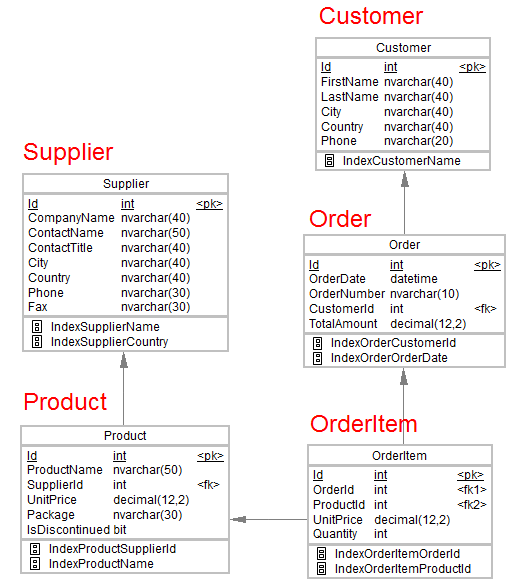 Customer
Customer
Id int <pk>
FirstName nvarchar(40)
LastName nvarchar(40)
City nvarchar(40)
Country nvarchar(40)
Phone nvarchar(20)
IndexCustomerName
Supplier
Supplier
Id int <pk>
CompanyName nvarchar(40)
ContactName nvarchar(50)
ContactTitle nvarchar(40)
City nvarchar(40)
Country nvarchar(40)
Phone nvarchar(30)
Fax nvarchar(30)
IndexSupplierName
IndexSupplierCountry
Order
Order
Id int <pk>
OrderDate datetime
OrderNumber nvarchar(10)
CustomerId int <fk>
TotalAmount decimal(12,2)
IndexOrderCustomerId
IndexOrderOrderDate
Product
Product
Id int <pk>
ProductName nvarchar(50)
SupplierId int <fk>
UnitPrice decimal(12,2)
Package nvarchar(30)
IsDiscontinued bit
IndexProductSupplierId
IndexProductName
OrderItem
OrderItem
Id int <pk>
OrderId int <fk1>
ProductId int <fk2>
UnitPrice decimal(12,2)
Quantity int
IndexOrderItemOrderId
IndexOrderItemProductId